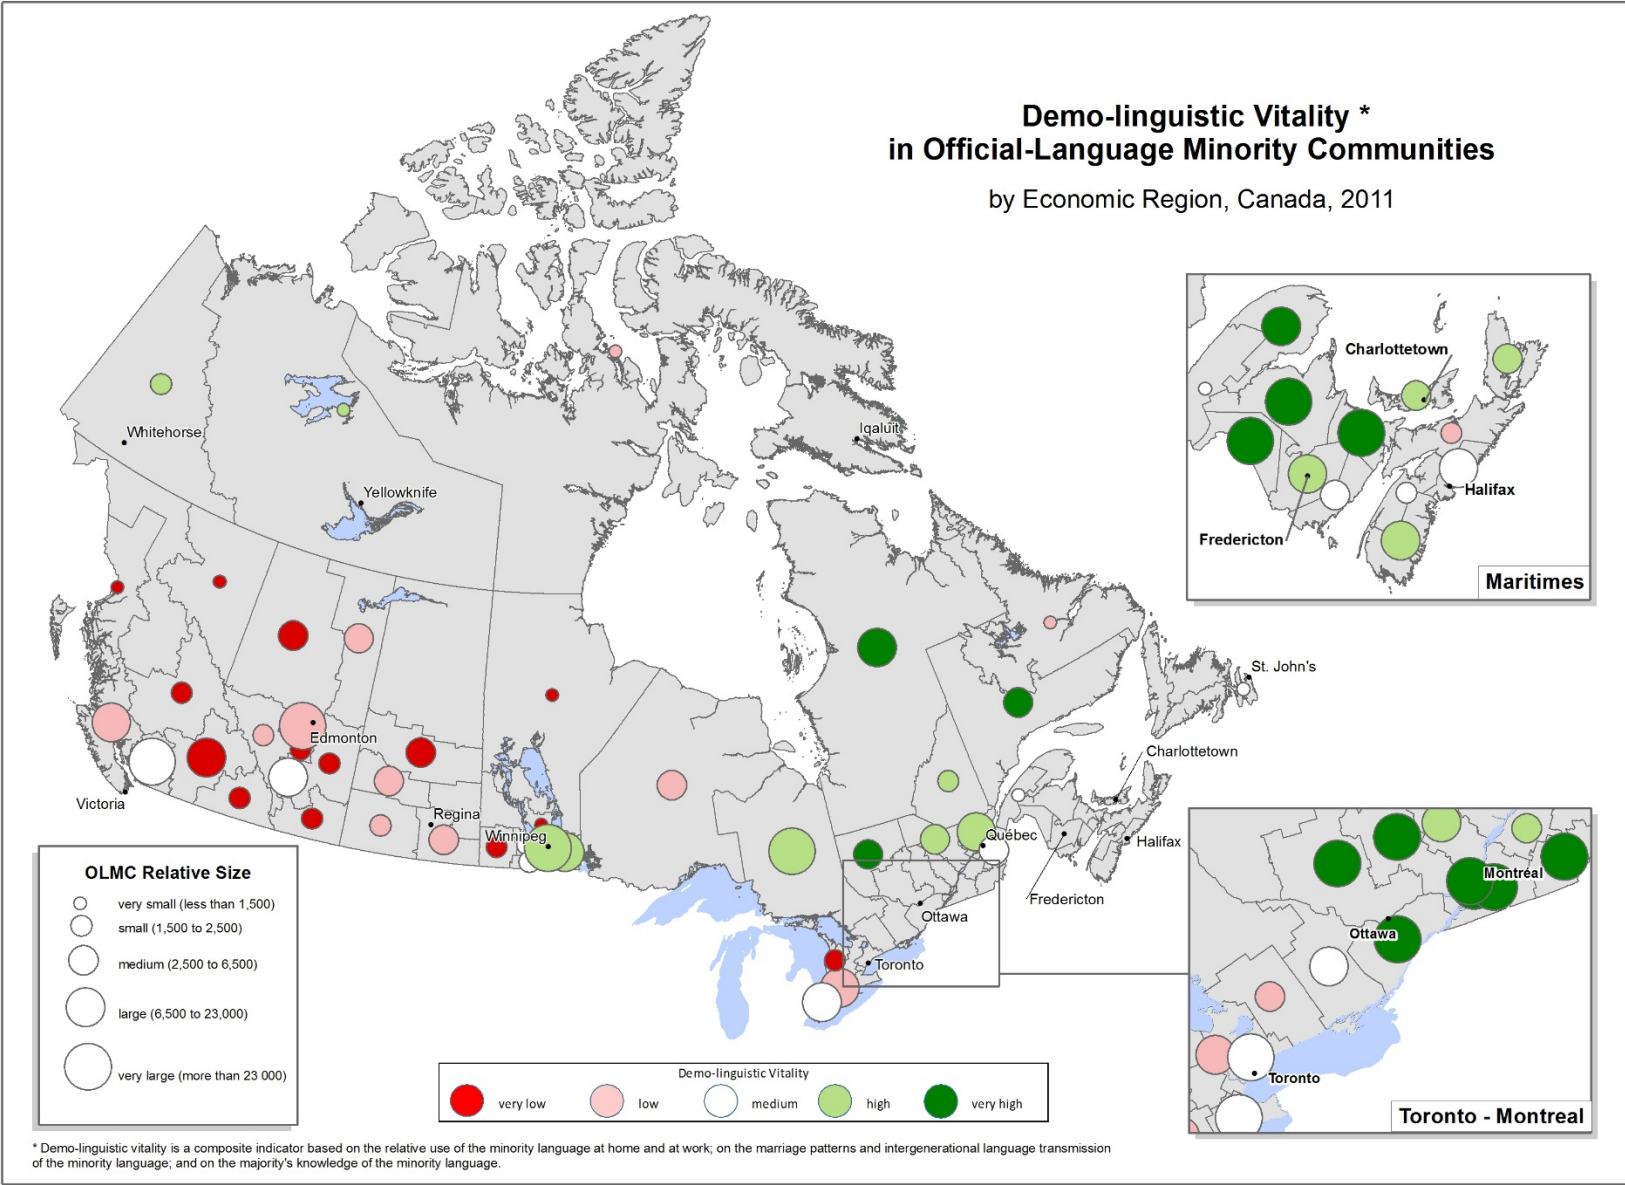 Demo-linguistic Vitality *
in Official-Language Minority Communities
by Economic Region, Canada, 2011
Charlottetown
Halifax
Fredericton
Maritimes
Whitehorse
Iqaluit
Yellowknife
St. John's
Edmonton
Charlottetown
Victoria
Regina
Winnipeg
Québec
Halifax
Fredericton
Ottawa
Toronto
Montréal
Ottawa
Toronto
Toronto - Montreal
OLMC Relative Size
very small (less than 1,500)
small (1,500 to 2,500)
medium (2,500 to 6,500)
large (6,500 to 23,000)
very large (more than 23 000)
Demo-linguistic Vitality
very low low medium high very high
* Demo-linguistic vitality is a composite indicator based on the relative use of the minority language at home and at work; on the marriage patterns and intergenerational language transmission
of the minority language; and on the majority's knowledge of the minority language.